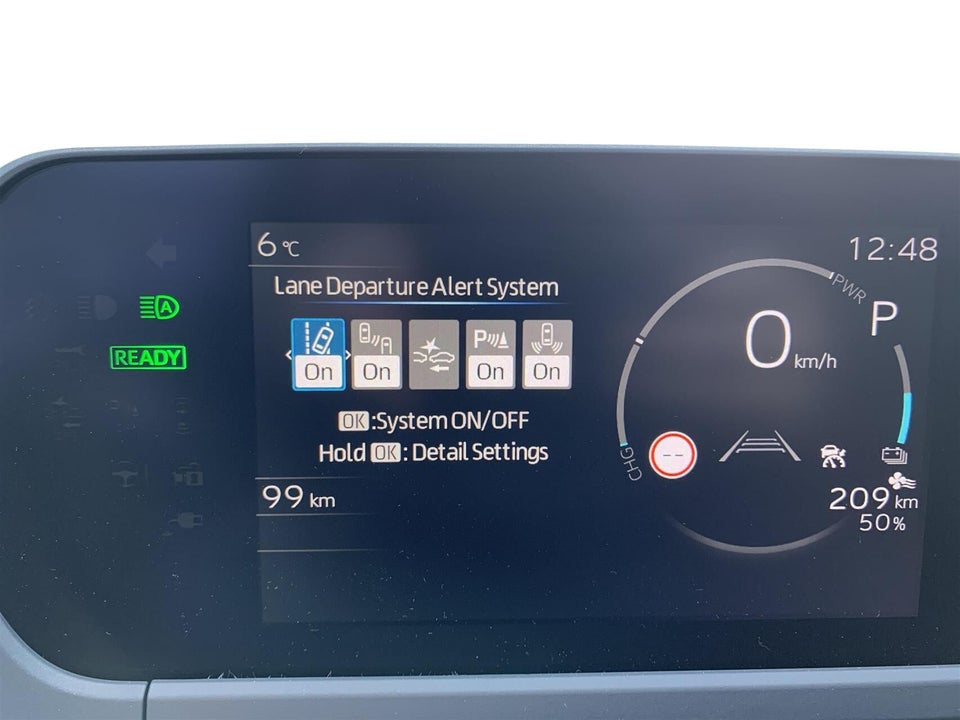 6 °C
12:48
Lane Departure Alert System
PWR
P
A
0 km/h
READY
On On On On
P
OK :System ON/OFF
Hold OK : Detail Settings
--
CHG
99 km
209 km
50%